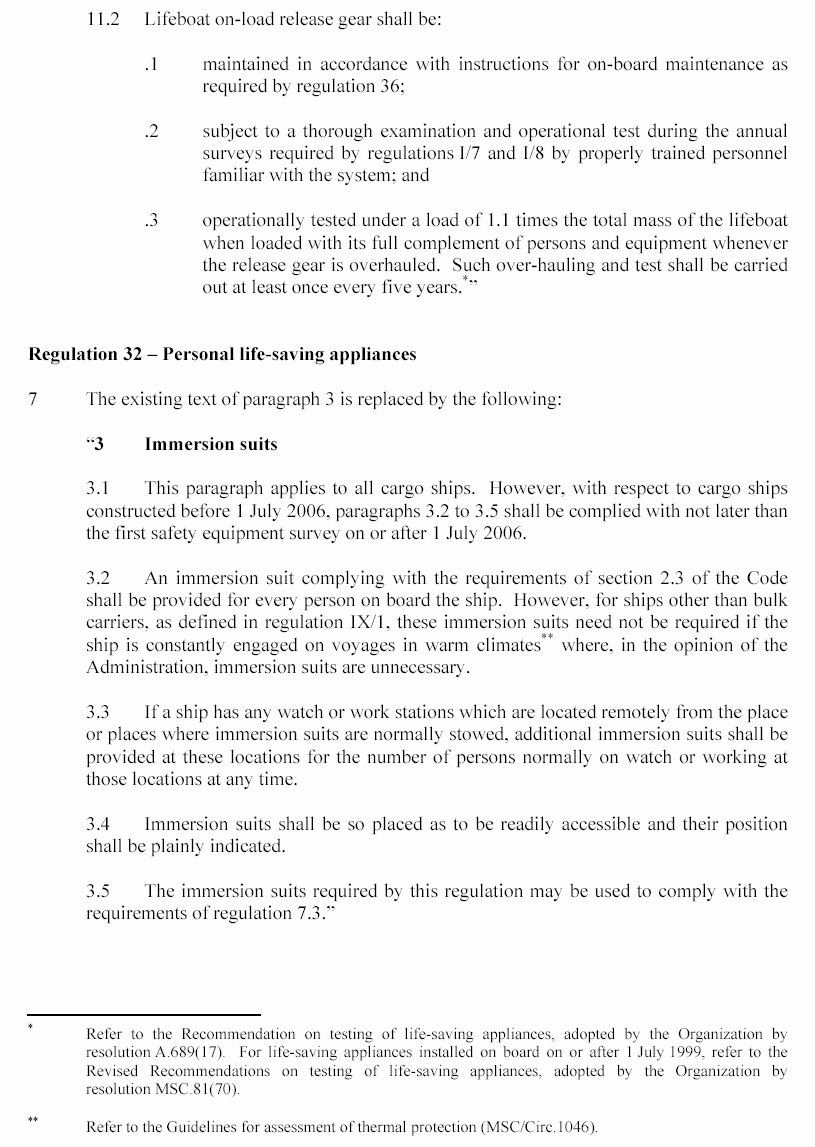 11.2 Lifeboat on-load release gear shall be:
.1 maintained in accordance with instructions for on-board maintenance as
required by regulation 36;
.2 subject to a thorough examination and operational test during the annual
surveys required by regulations I/7 and I/8 by properly trained personnel
familiar with the system; and
.3 operationally tested under a load of 1.1 times the total mass of the lifeboat
when loaded with its full complement of persons and equipment whenever
the release gear is overhauled. Such over-hauling and test shall be carried
out at least once every five years.*”
Regulation 32 – Personal life-saving appliances
7 The existing text of paragraph 3 is replaced by the following:
“3 Immersion suits
3.1 This paragraph applies to all cargo ships. However, with respect to cargo ships
constructed before 1 July 2006, paragraphs 3.2 to 3.5 shall be complied with not later than
the first safety equipment survey on or after 1 July 2006.
3.2 An immersion suit complying with the requirements of section 2.3 of the Code
shall be provided for every person on board the ship. However, for ships other than bulk
carriers, as defined in regulation IX/1, these immersion suits need not be required if the
ship is constantly engaged on voyages in warm climates** where, in the opinion of the
Administration, immersion suits are unnecessary.
3.3 If a ship has any watch or work stations which are located remotely from the place
or places where immersion suits are normally stowed, additional immersion suits shall be
provided at these locations for the number of persons normally on watch or working at
those locations at any time.
3.4 Immersion suits shall be so placed as to be readily accessible and their position
shall be plainly indicated.
3.5 The immersion suits required by this regulation may be used to comply with the
requirements of regulation 7.3.”
* Refer to the Recommendation on testing of life-saving appliances, adopted by the Organization by
resolution A.689(17). For life-saving appliances installed on board on or after 1 July 1999, refer to the
Revised Recommendations on testing of life-saving appliances, adopted by the Organization by
resolution MSC.81(70).
** Refer to the Guidelines for assessment of thermal protection (MSC/Circ.1046).